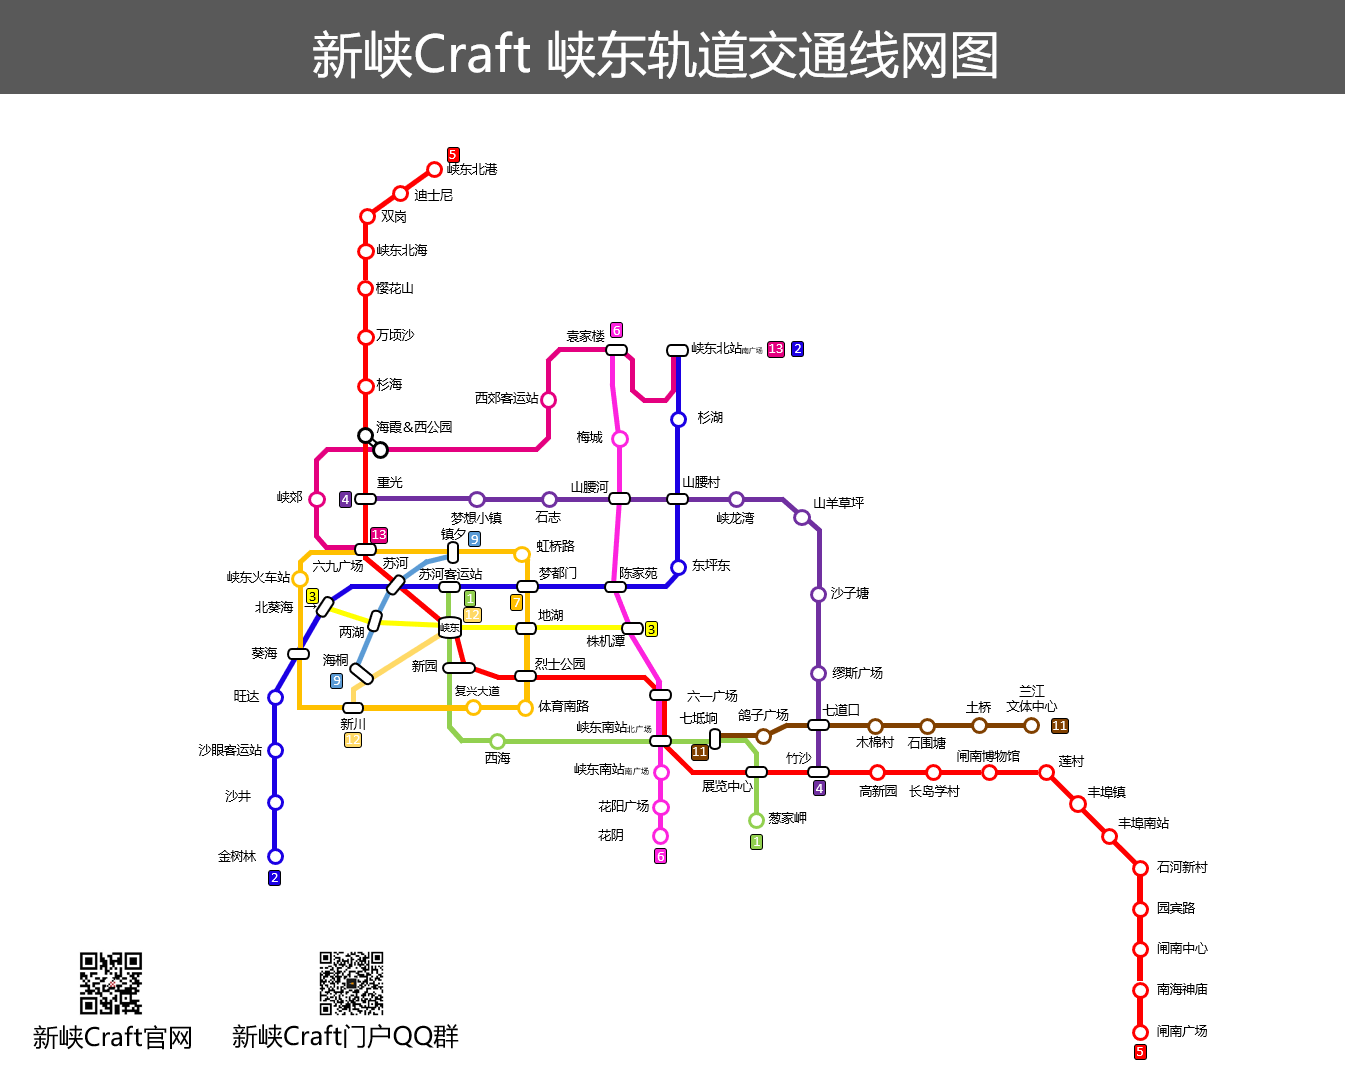 新峡Craft 峡东轨道交通线网图
5
峡东北港
迪士尼
双岗
峡东北海
樱花山
万顷沙
杉海
海霞&西公园
袁家楼
6
峡东北站南广场
13
2
西郊客运站
杉湖
梅城
峡郊
4
重光
梦想小镇
石志
山腰河
山腰村
峡龙湾
山羊草坪
13
六九广场
镇夕
9
虹桥路
苏河
苏河客运站
梦都门
陈家苑
东坪东
峡东火车站
3
北葵海
→
1
12
7
沙子塘
两湖
峡东
地湖
株机潭
3
葵海
海桐
9
新园
烈士公园
缪斯广场
旺达
复兴大道
体育南路
六一广场
新川
12
峡东南站北广场
七坻坰
11
鸽子广场
七道口
木棉村
石围塘
土桥
兰江
文体中心
11
沙眼客运站
西海
峡东南站南广场
展览中心
竹沙
4
高新园
长岛学村
闸南博物馆
莲村
沙井
花阳广场
葱家岬
1
丰埠镇
丰埠南站
金树林
2
花阴
6
石河新村
园宾路
闸南中心
南海神庙
闸南广场
5
新峡Craft官网
新峡Craft门户QQ群